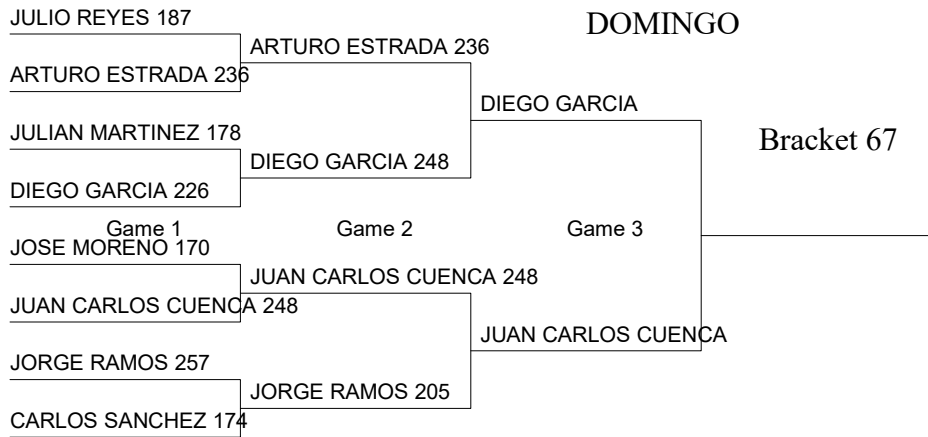 JULIO REYES 187
DOMINGO
ARTURO ESTRADA 236
ARTURO ESTRADA 236
DIEGO GARCIA
JULIAN MARTINEZ 178
Bracket 67
DIEGO GARCIA 248
DIEGO GARCIA 226
Game 1
Game 2
Game 3
JOSE MORENO 170
JUAN CARLOS CUENCA 248
JUAN CARLOS CUENCA 248
JUAN CARLOS CUENCA
JORGE RAMOS 257
JORGE RAMOS 205
CARLOS SANCHEZ 174